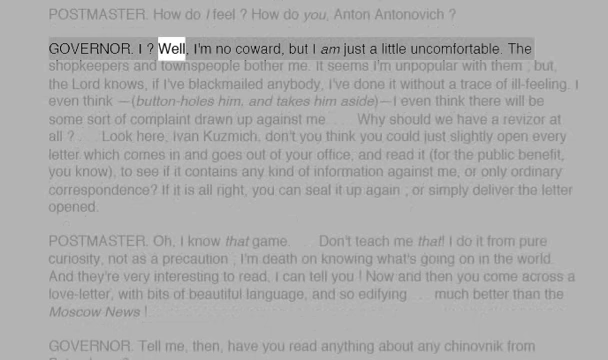 POSTMASTER. How do I feel ? How do you, Anton Antonovich ?
GOVERNOR. I ? Well, I'm no coward, but I am just a little uncomfortable. The
shopkeepers and townspeople bother me. It seems I'm unpopular with them ; but,
the Lord knows, if I've blackmailed anybody, I've done it without a trace of ill-feeling. I
even think —(button-holes him, and takes him aside)—I even think there will be
some sort of complaint drawn up against me. . . . Why should we have a revizor at
all ? . . . Look here, Ivan Kuzmich, don't you think you could just slightly open every
letter which comes in and goes out of your office, and read it (for the public benefit,
you know), to see if it contains any kind of information against me, or only ordinary
correspondence? If it is all right, you can seal it up again ; or simply deliver the letter
opened.
POSTMASTER. Oh, I know that game. . . . Don't teach me that! I do it from pure
curiosity, not as a precaution ; I'm death on knowing what's going on in the world.
And they're very interesting to read, I can tell you ! Now and then you come across a
love-letter, with bits of beautiful language, and so edifying . . . much better than the
Moscow News !
GOVERNOR. Tell me, then, have you read anything about any chinovnik from